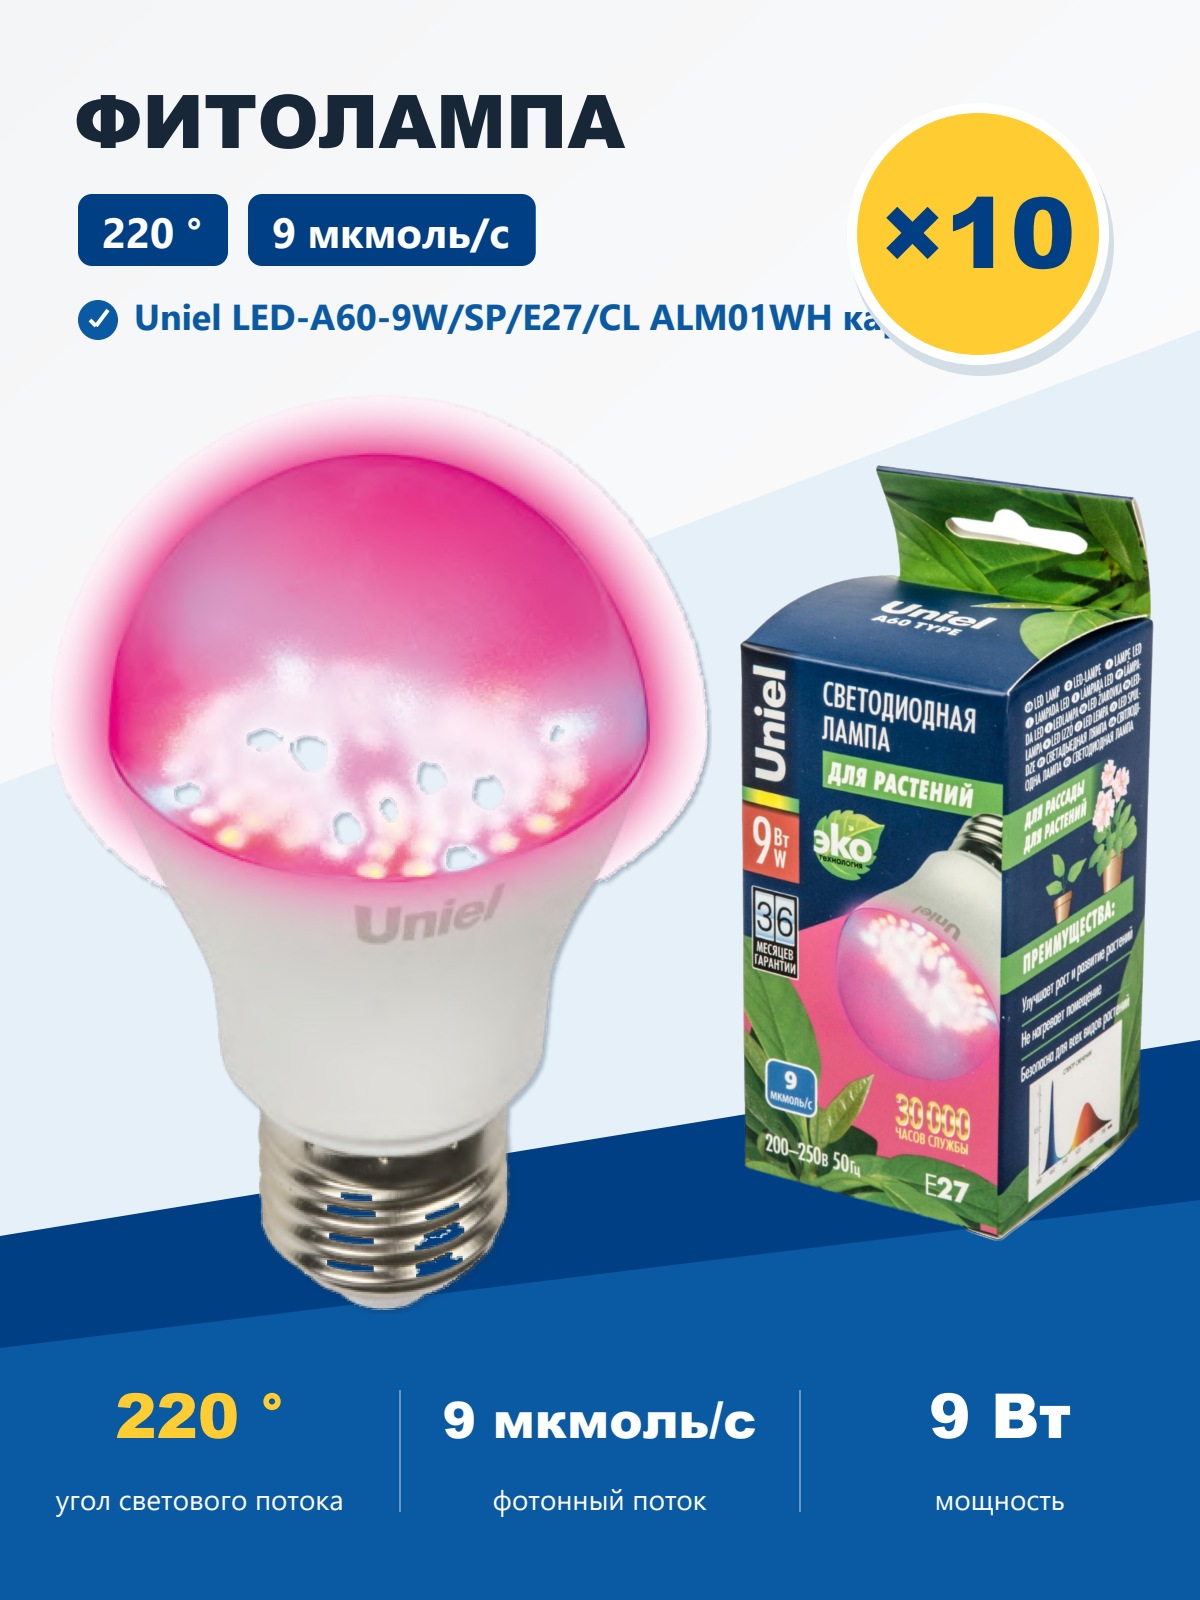 ФИТОЛАМПА
220 °
9 мкмоль/с
×10
Uniel LED-A60-9W/SP/E27/CL ALM01WH
Uniel
Uniel
A60 TYPE
Uniel
СВЕТОДИОДНАЯ
ЛАМПА
ДЛЯ РАСТЕНИЙ
9 Вт
W
эко
технология
36
МЕСЯЦЕВ
ГАРАНТИИ
Uniel
9
мкмоль/с
30 000
ЧАСОВ СЛУЖБЫ
200–250в 50гц
E27
ДЛЯ РАССАДЫ
ДЛЯ РАСТЕНИЙ
ПРЕИМУЩЕСТВА:
Улучшает рост и развитие растений
Не нагревает помещение
Безопасна для всех видов растений
220 °
угол светового потока
9 мкмоль/с
фотонный поток
9 Вт
мощность